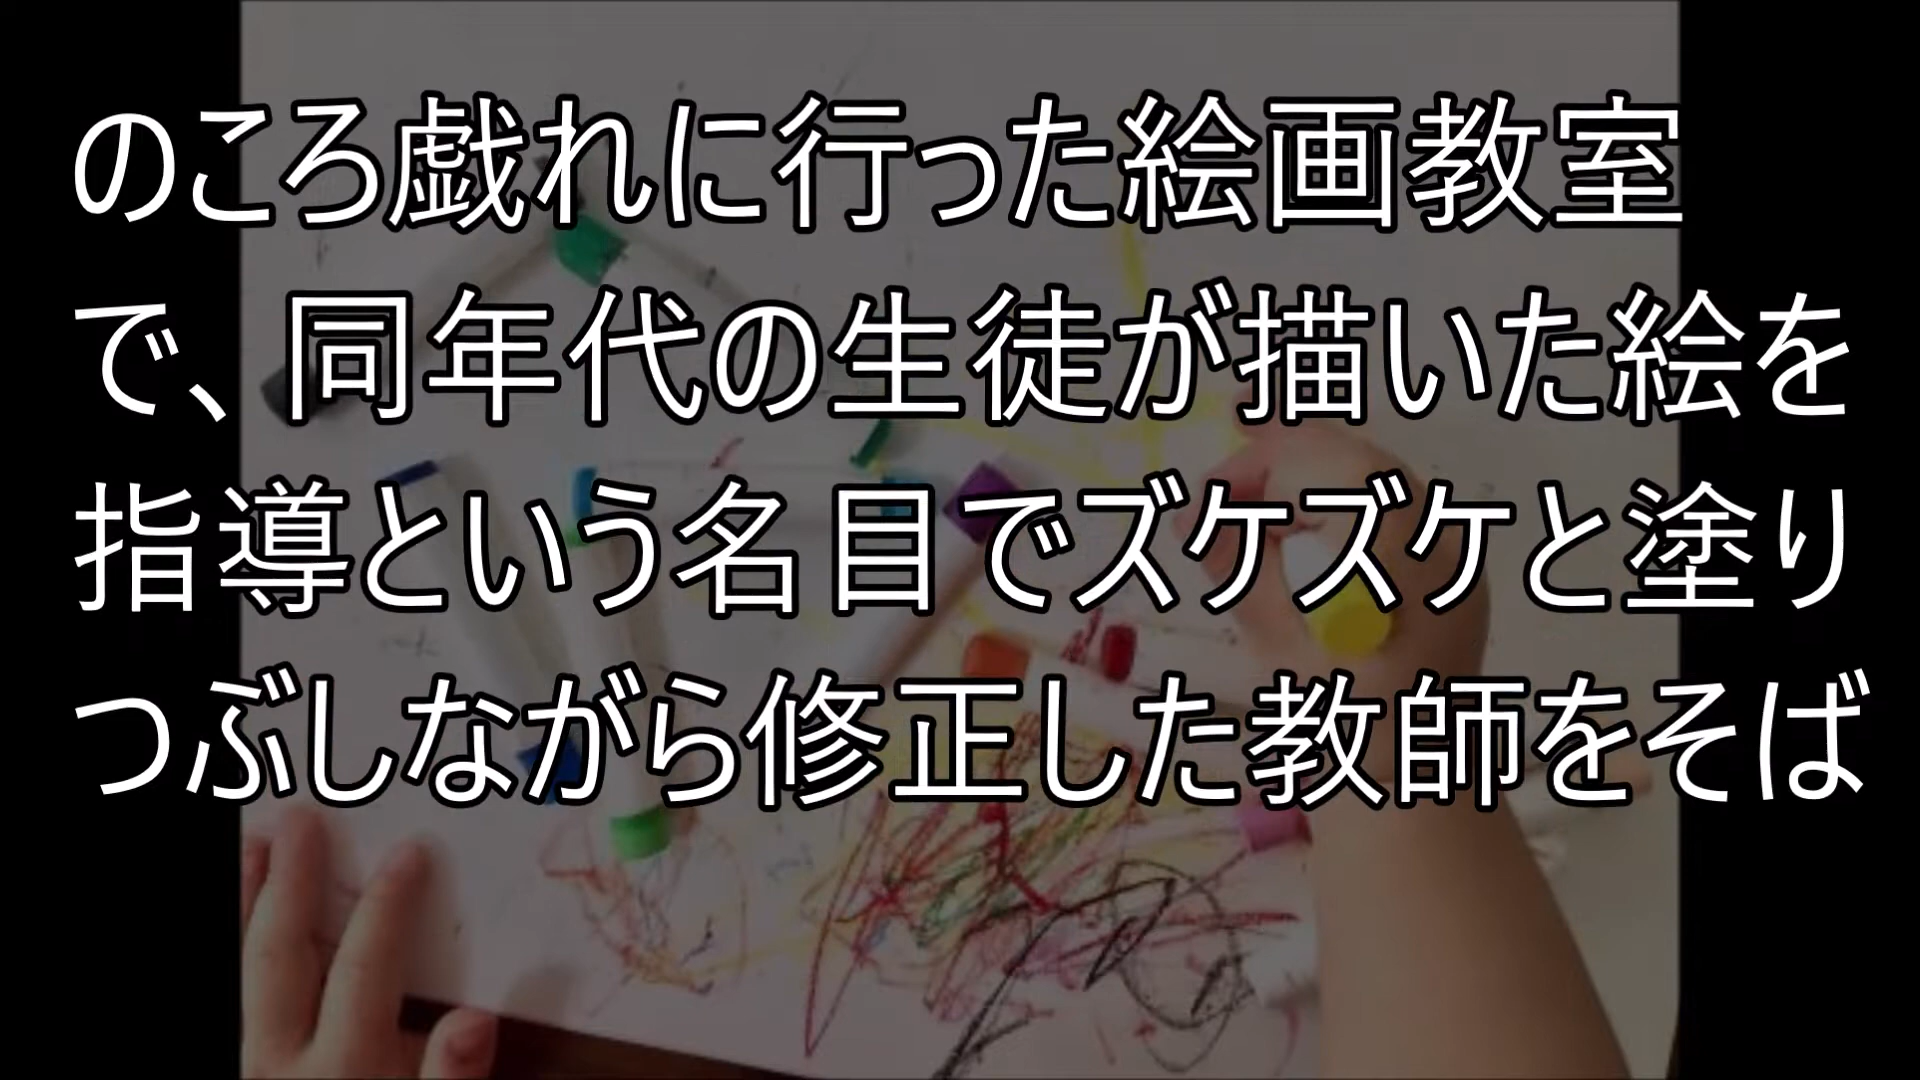 のころ戯れに行った絵画教室
で、同年代の生徒が描いた絵を
指導という名目でズケズケと塗り
つぶしながら修正した教師をそば